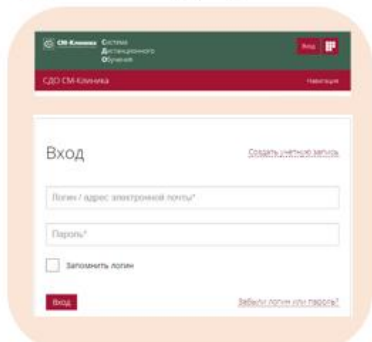 СМ-Клиника Система
Дистанционного
Обучения
Вход
СДО СМ-Клиника
Навигация
Вход
Создать учетную запись
Логин / адрес электронной почты*
Пароль*
Запомнить логин
Вход
Забыли логин или пароль?